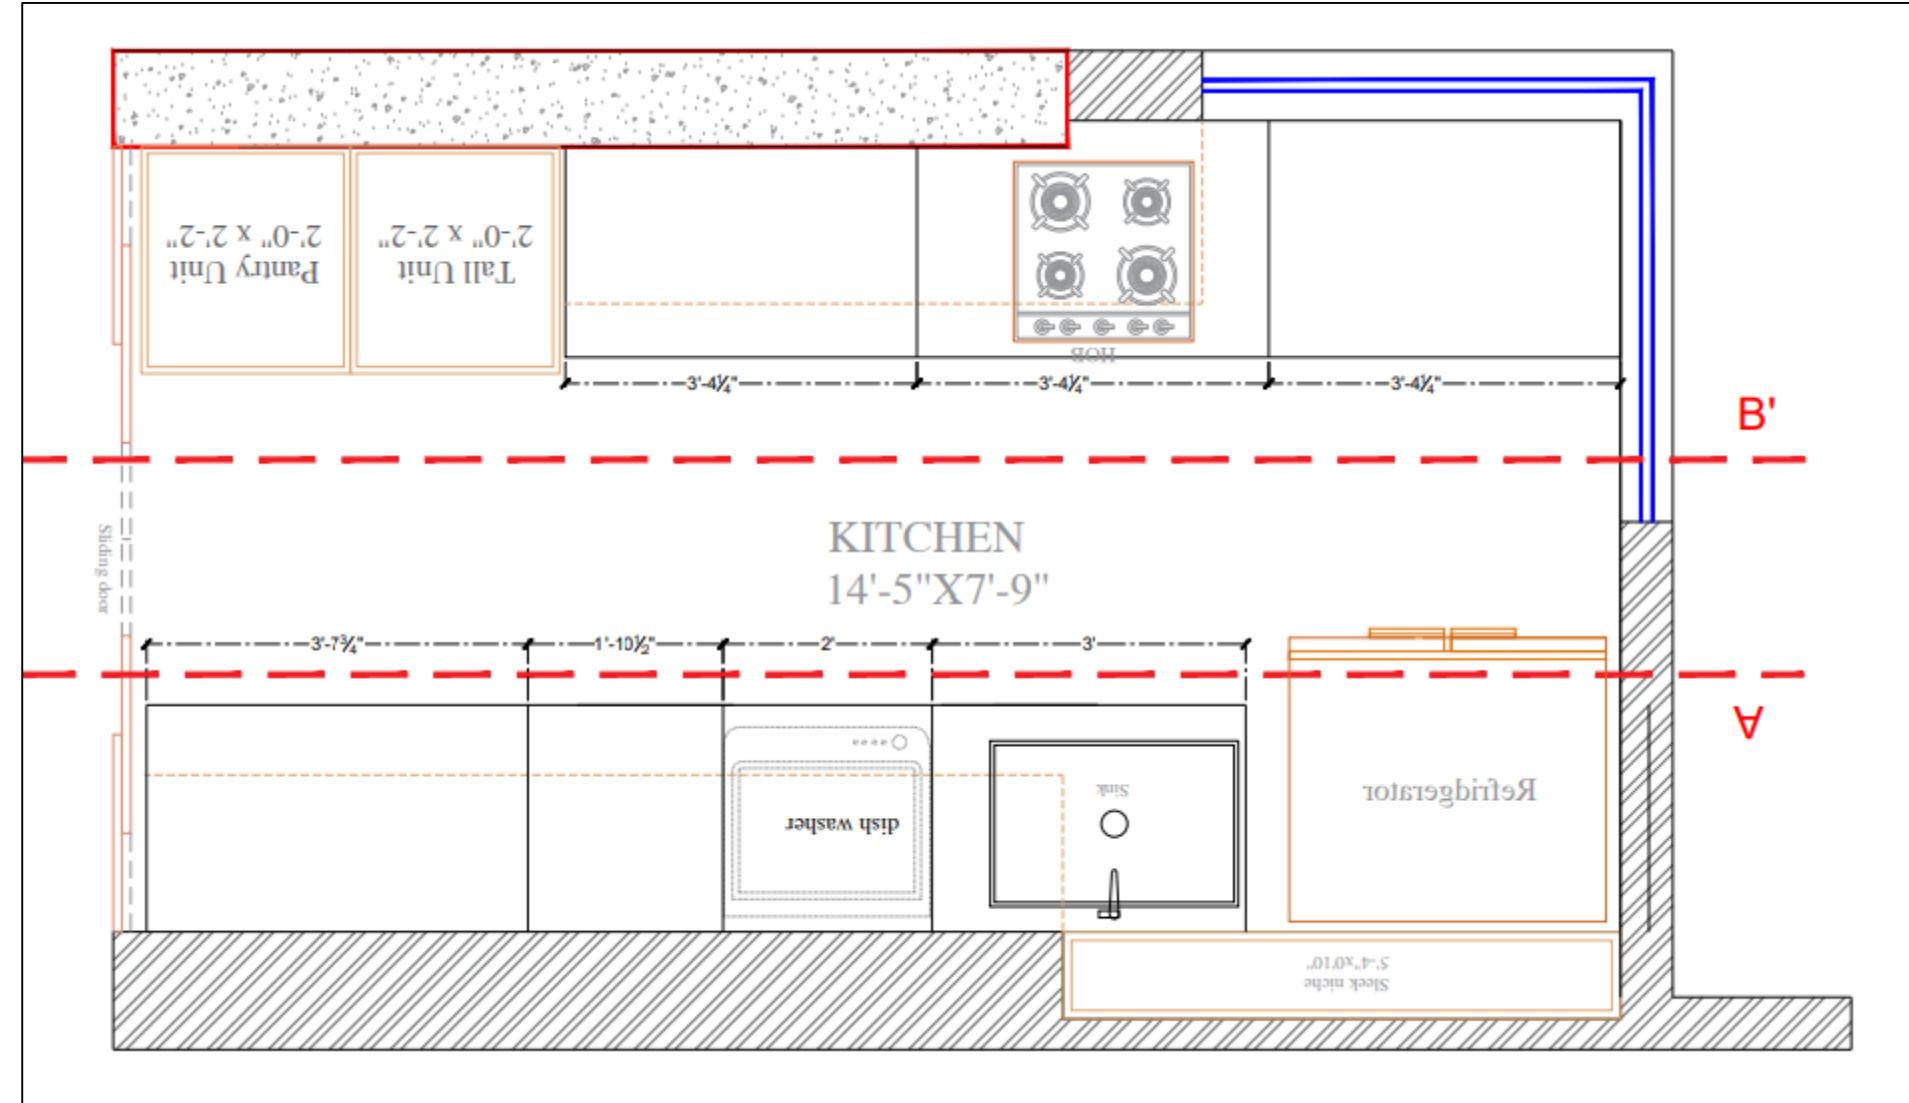 Pantry Unit
2'-0" x 2'-2"
Tall Unit
2'-0" x 2'-2"
HOB
3'-4¼"
3'-4¼"
3'-4¼"
B'
Sliding door
KITCHEN
14'-5"X7'-9"
3'-7¾"
1'-10½"
2'
3'
A
dish washer
Sink
Refridgerator
Sleek niche
5'-4"x0'10"